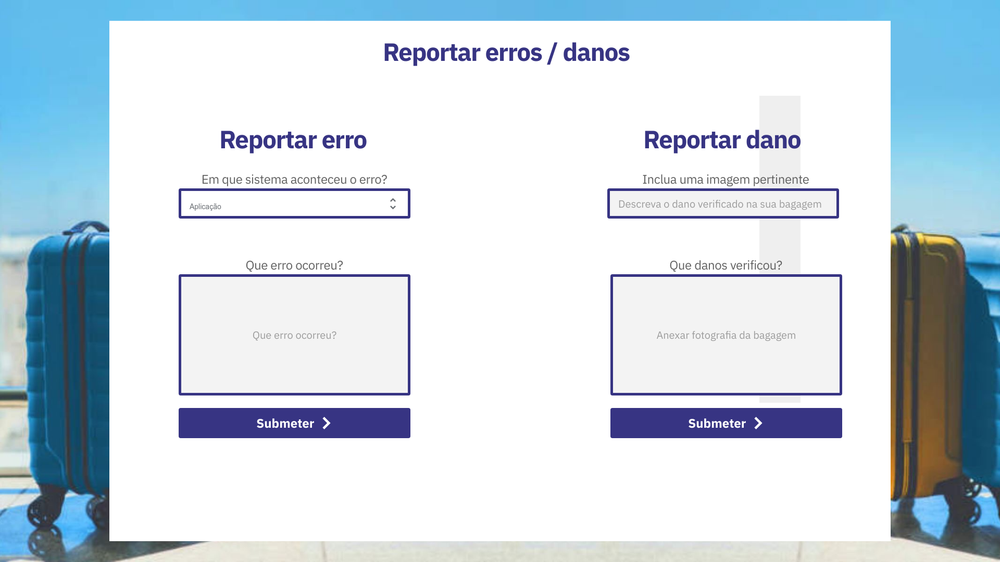 Reportar erros / danos
Reportar erro
Em que sistema aconteceu o erro?
Aplicação
Que erro ocorreu?
Que erro ocorreu?
Submeter
Reportar dano
Inclua uma imagem pertinente
Descreva o dano verificado na sua bagagem
Que danos verificou?
Anexar fotografia da bagagem
Submeter